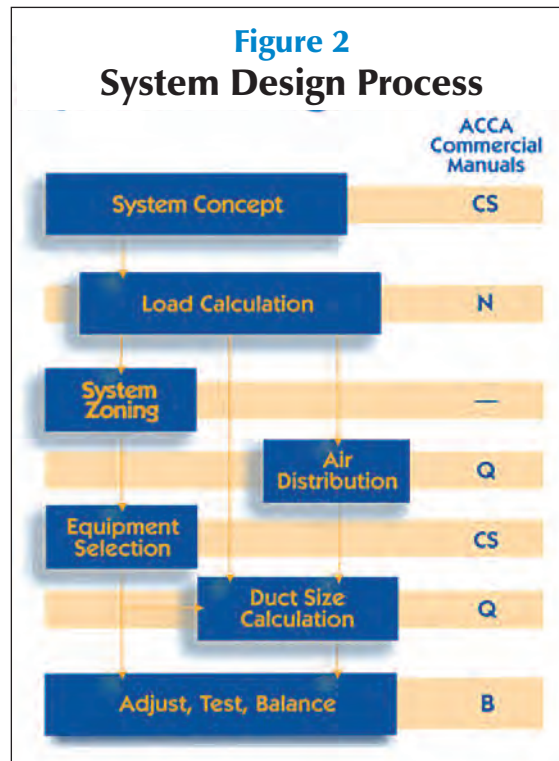 Figure 2
System Design Process
ACCA
Commercial
Manuals
System Concept
CS
Load Calculation
N
System
Zoning
—
Air
Distribution
Q
Equipment
Selection
CS
Duct Size
Calculation
Q
Adjust, Test, Balance
B